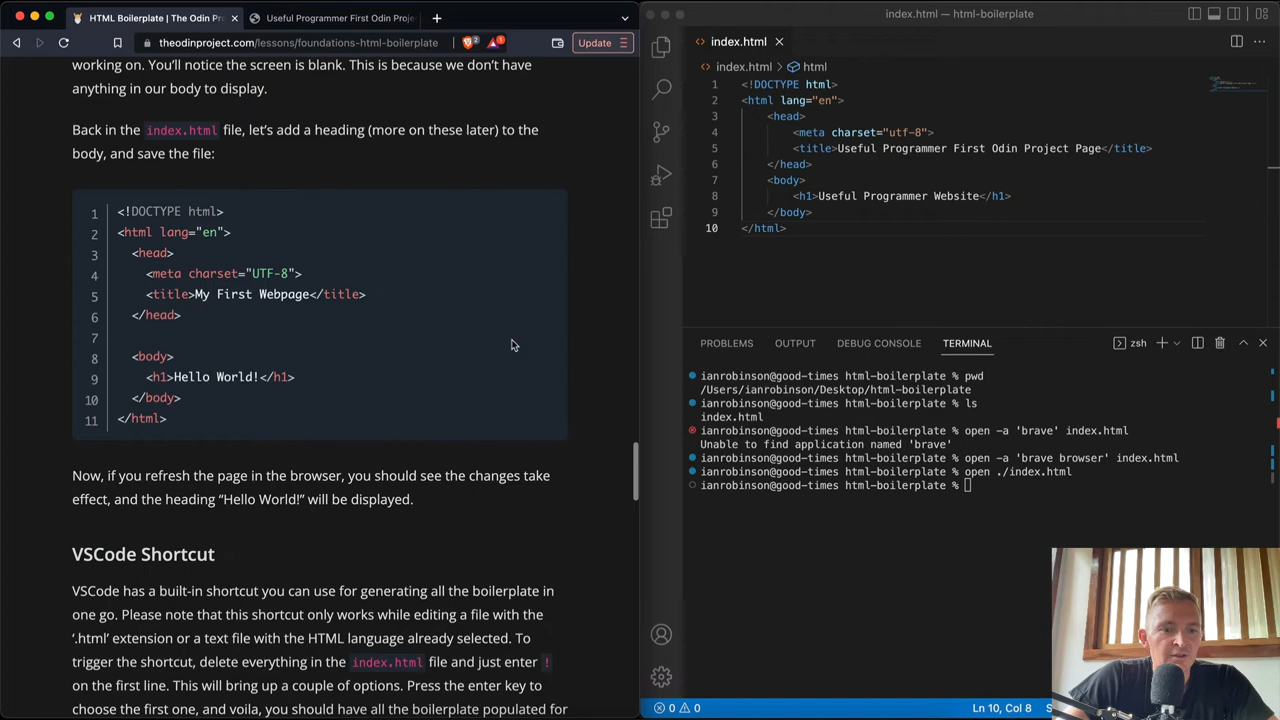 HTML Boilerplate | The Odin Pro
Useful Programmer First Odin Proje
theodinproject.com/lessons/foundations-html-boilerplate
2
1
Update
working on. You'll notice the screen is blank. This is because we don't have
anything in our body to display.
Back in the index.html file, let's add a heading (more on these later) to the
body, and save the file:
1 <!DOCTYPE html>
2 <html lang="en">
3 <head>
4 <meta charset="UTF-8">
5 <title>My First Webpage</title>
6 </head>
7
8 <body>
9 <h1>Hello World!</h1>
10 </body>
11 </html>
Now, if you refresh the page in the browser, you should see the changes take
effect, and the heading “Hello World!” will be displayed.
VSCode Shortcut
VSCode has a built-in shortcut you can use for generating all the boilerplate in
one go. Please note that this shortcut only works while editing a file with the
‘.html’ extension or a text file with the HTML language already selected. To
trigger the shortcut, delete everything in the index.html file and just enter !
on the first line. This will bring up a couple of options. Press the enter key to
choose the first one, and voila, you should have all the boilerplate populated for
index.html — html-boilerplate
index.html
index.html > html
1 <!DOCTYPE html>
2 <html lang="en">
3 <head>
4 <meta charset="utf-8">
5 <title>Useful Programmer First Odin Project Page</title>
6 </head>
7 <body>
8 <h1>Useful Programmer Website</h1>
9 </body>
10 </html>
PROBLEMS OUTPUT DEBUG CONSOLE TERMINAL
zsh
ianrobinson@good-times html-boilerplate % pwd
/Users/ianrobinson/Desktop/html-boilerplate
ianrobinson@good-times html-boilerplate % ls
index.html
ianrobinson@good-times html-boilerplate % open -a 'brave' index.html
Unable to find application named 'brave'
ianrobinson@good-times html-boilerplate % open -a 'brave browser' index.html
ianrobinson@good-times html-boilerplate % open ./index.html
ianrobinson@good-times html-boilerplate %
0 0
Ln 10, Col 8
S